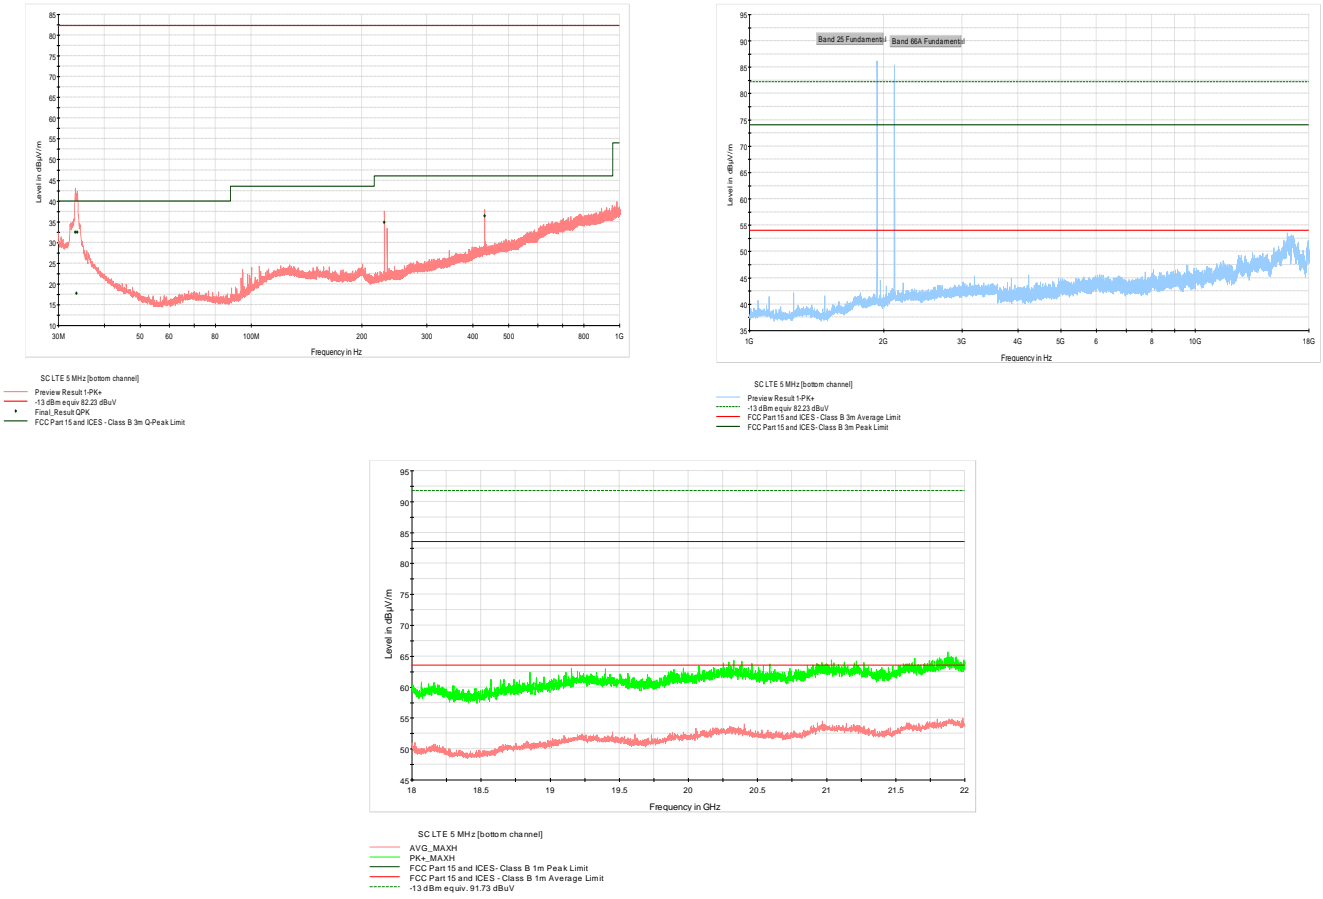 85
80
75
70
65
60
55
50
45
40
35
30
25
20
15
10
Level in dBµV/m
30M 50 60 80 100M 200 300 400 500 800 1G
Frequency in Hz
SC LTE 5 MHz [bottom channel]
Preview Result 1-PK+
-13 dBm equiv 82.23 dBuV
Final_Result QPK
FCC Part 15 and ICES - Class B 3m Q-Peak Limit
95
90
85
80
75
70
65
60
55
50
45
40
35
Level in dBµV/m
Band 25 Fundamental
Band 66A Fundamental
1G 2G 3G 4G 5G 6 8 10G 18G
Frequency in Hz
SC LTE 5 MHz [bottom channel]
Preview Result 1-PK+
-13 dBm equiv 82.23 dBuV
FCC Part 15 and ICES - Class B 3m Average Limit
FCC Part 15 and ICES- Class B 3m Peak Limit
95
90
85
80
75
70
65
60
55
50
45
Level in dBµV/m
18 18.5 19 19.5 20 20.5 21 21.5 22
Frequency in GHz
SC LTE 5 MHz [bottom channel]
AVG_MAXH
PK+_MAXH
FCC Part 15 and ICES- Class B 1m Peak Limit
FCC Part 15 and ICES - Class B 1m Average Limit
-13 dBm equiv. 91.73 dBuV